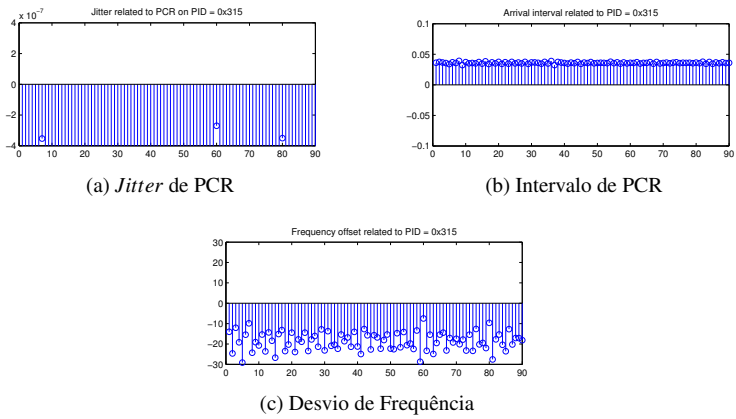 Jitter related to PCR on PID = 0x315
x 10^−7
4
2
0
−2
−4
0 10 20 30 40 50 60 70 80 90
(a) Jitter de PCR
Arrival interval related to PID = 0x315
0.1
0.05
0
−0.05
−0.1
0 10 20 30 40 50 60 70 80 90
(b) Intervalo de PCR
Frequency offset related to PID = 0x315
30
20
10
0
−10
−20
−30
0 10 20 30 40 50 60 70 80 90
(c) Desvio de Frequência